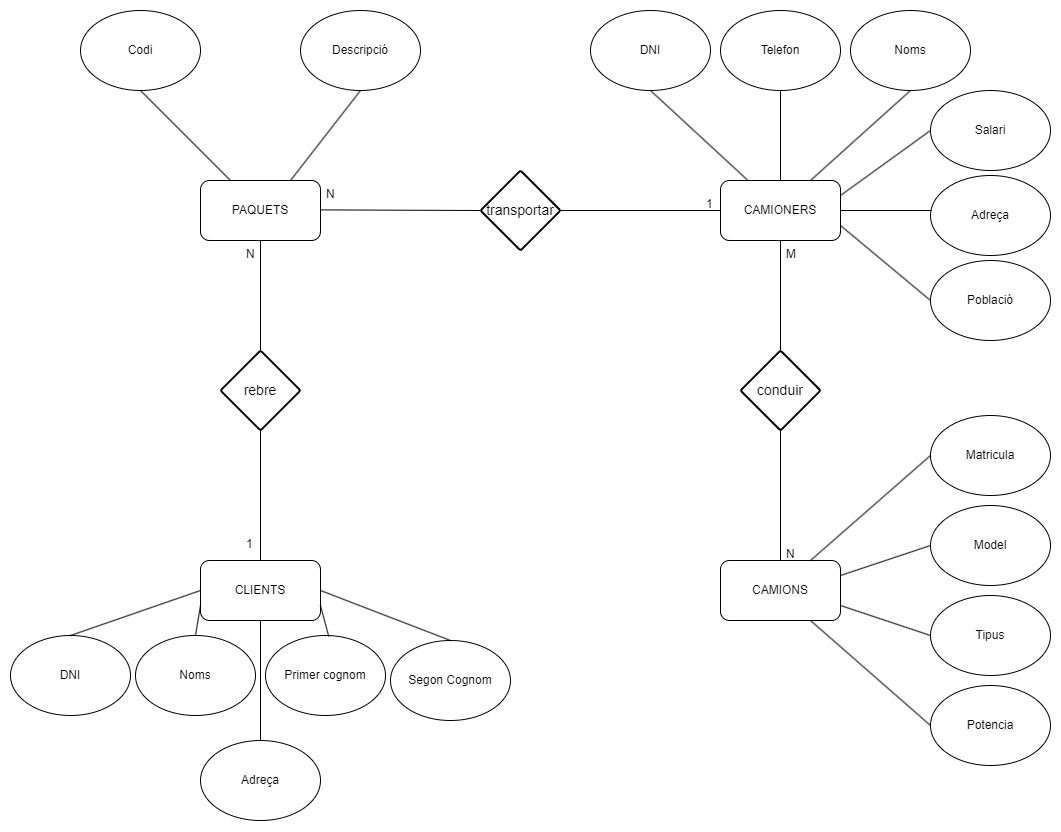 Codi
Descripció
DNI
Telefon
Noms
Salari
Adreça
Població
PAQUETS
N
transportar
1
CAMIONERS
N
M
rebre
conduir
1
N
CLIENTS
CAMIONS
Matricula
Model
Tipus
Potencia
DNI
Noms
Primer cognom
Segon Cognom
Adreça